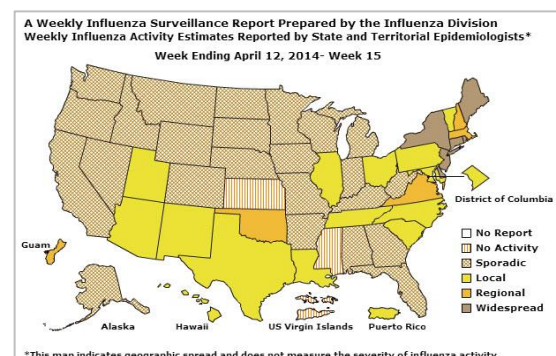 A Weekly Influenza Surveillance Report Prepared by the Influenza Division
Weekly Influenza Activity Estimates Reported by State and Territorial Epidemiologists*
Week Ending April 12, 2014- Week 15
District of Columbia
No Report
No Activity
Sporadic
Local
Regional
Widespread
Guam
Alaska
Hawaii
US Virgin Islands
Puerto Rico
*This map indicates geographic spread and does not measure the severity of influenza activity.